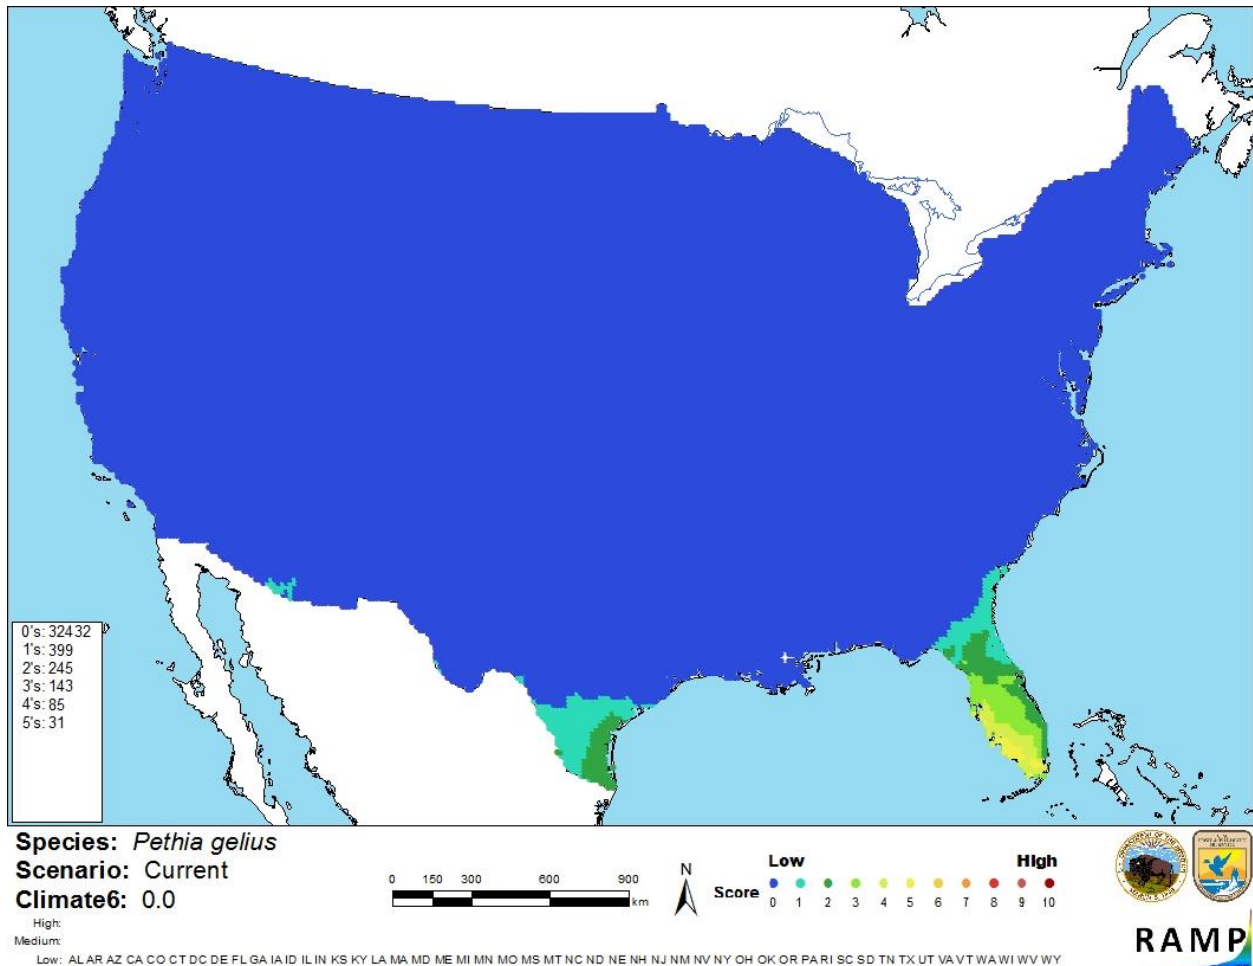 0's: 32432
1's: 399
2's: 245
3's: 143
4's: 85
5's: 31
Species: Pethia gelius
Scenario: Current
Climate6: 0.0
High:
Medium:
Low: AL AR AZ CA CO CT DC DE FL GA IA ID IL IN KS KY LA MA MD ME MI MN MO MS MT NC ND NE NH NJ NM NV NY OH OK OR PA RI SC SD TN TX UT VA VT WA WI WV WY
0 150 300 600 900
km
N
Low High
Score
0 1 2 3 4 5 6 7 8 9 10
RAMP